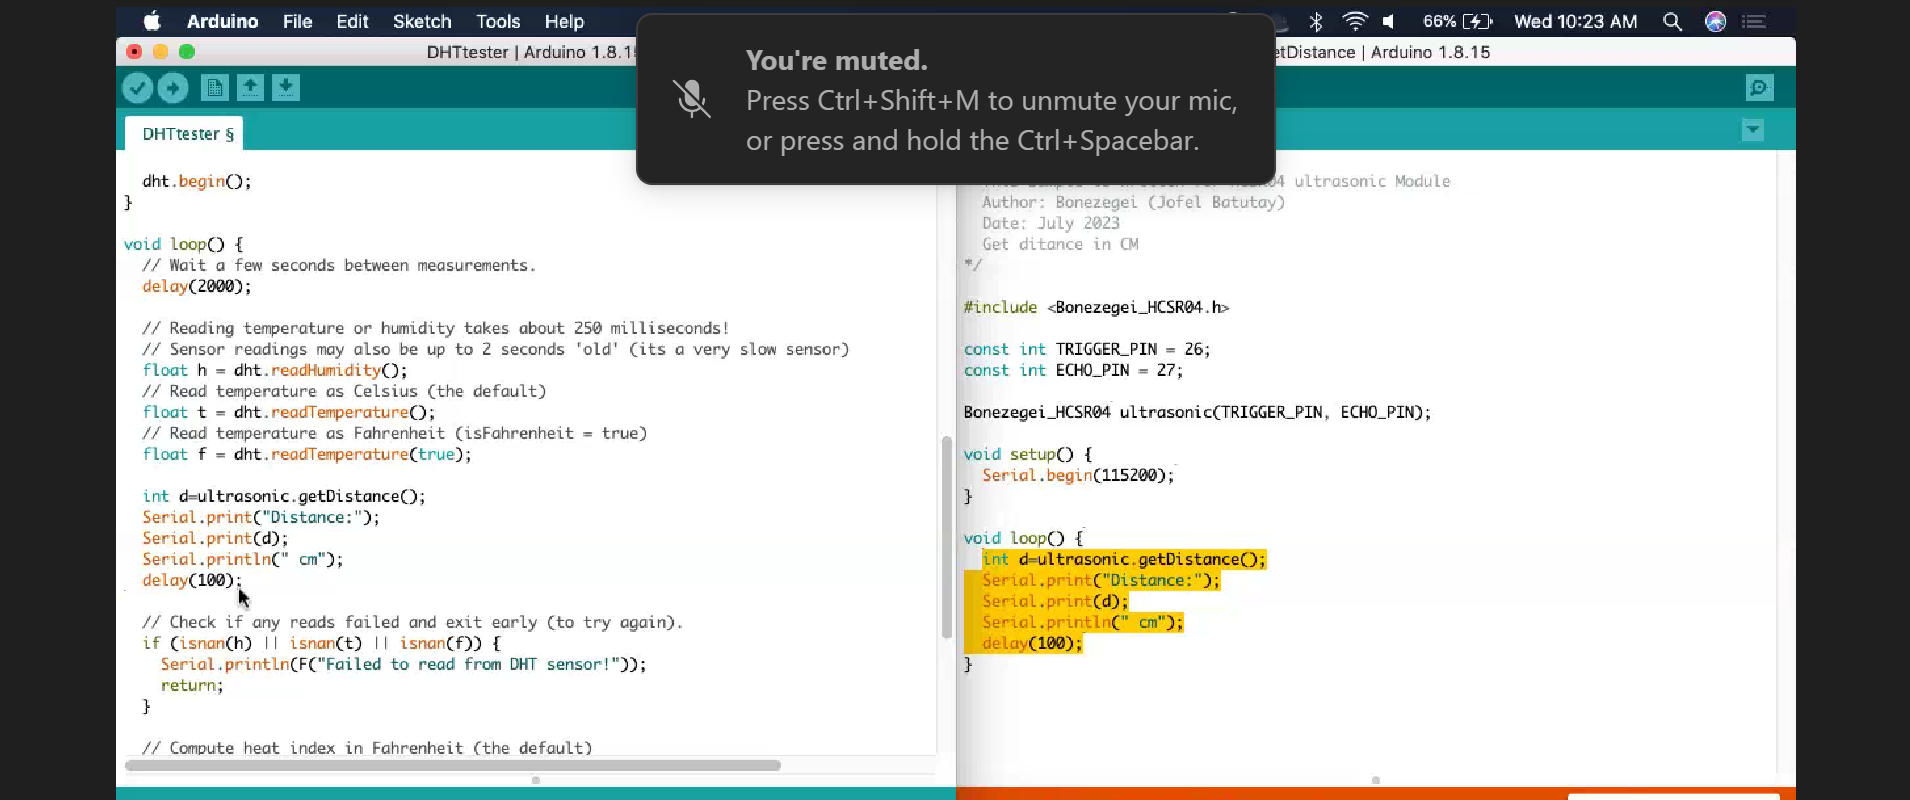 Arduino File Edit Sketch Tools Help
66% Wed 10:23 AM
You're muted.
Press Ctrl+Shift+M to unmute your mic,
or press and hold the Ctrl+Spacebar.
DHTtester | Arduino 1.8.1
etDistance | Arduino 1.8.15
DHTtester §
dht.begin();
}
void loop() {
// Wait a few seconds between measurements.
delay(2000);
// Reading temperature or humidity takes about 250 milliseconds!
// Sensor readings may also be up to 2 seconds 'old' (its a very slow sensor)
float h = dht.readHumidity();
// Read temperature as Celsius (the default)
float t = dht.readTemperature();
// Read temperature as Fahrenheit (isFahrenheit = true)
float f = dht.readTemperature(true);
int d=ultrasonic.getDistance();
Serial.print("Distance:");
Serial.print(d);
Serial.println(" cm");
delay(100);
// Check if any reads failed and exit early (to try again).
if (isnan(h) || isnan(t) || isnan(f)) {
Serial.println(F("Failed to read from DHT sensor!"));
return;
}
// Compute heat index in Fahrenheit (the default)
ultrasonic Module
Author: Bonezegei (Jofel Batutay)
Date: July 2023
Get ditance in CM
*/
#include <Bonezegei_HCSR04.h>
const int TRIGGER_PIN = 26;
const int ECHO_PIN = 27;
Bonezegei_HCSR04 ultrasonic(TRIGGER_PIN, ECHO_PIN);
void setup() {
Serial.begin(115200);
}
void loop() {
int d=ultrasonic.getDistance();
Serial.print("Distance:");
Serial.print(d);
Serial.println(" cm");
delay(100);
}